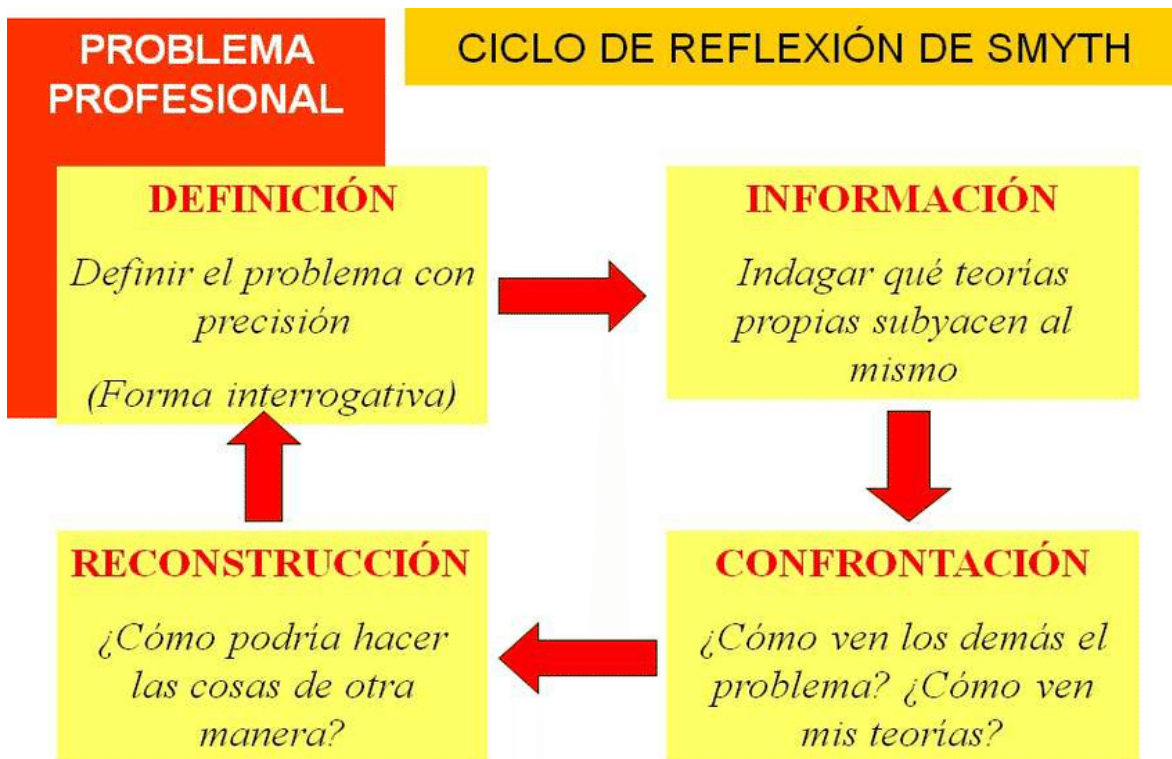 PROBLEMA
PROFESIONAL
CICLO DE REFLEXIÓN DE SMYTH
DEFINICIÓN
Definir el problema con
precisión
(Forma interrogativa)
INFORMACIÓN
Indagar qué teorías
propias subyacen al
mismo
CONFRONTACIÓN
¿Cómo ven los demás el
problema? ¿Cómo ven
mis teorías?
RECONSTRUCCIÓN
¿Cómo podría hacer
las cosas de otra
manera?